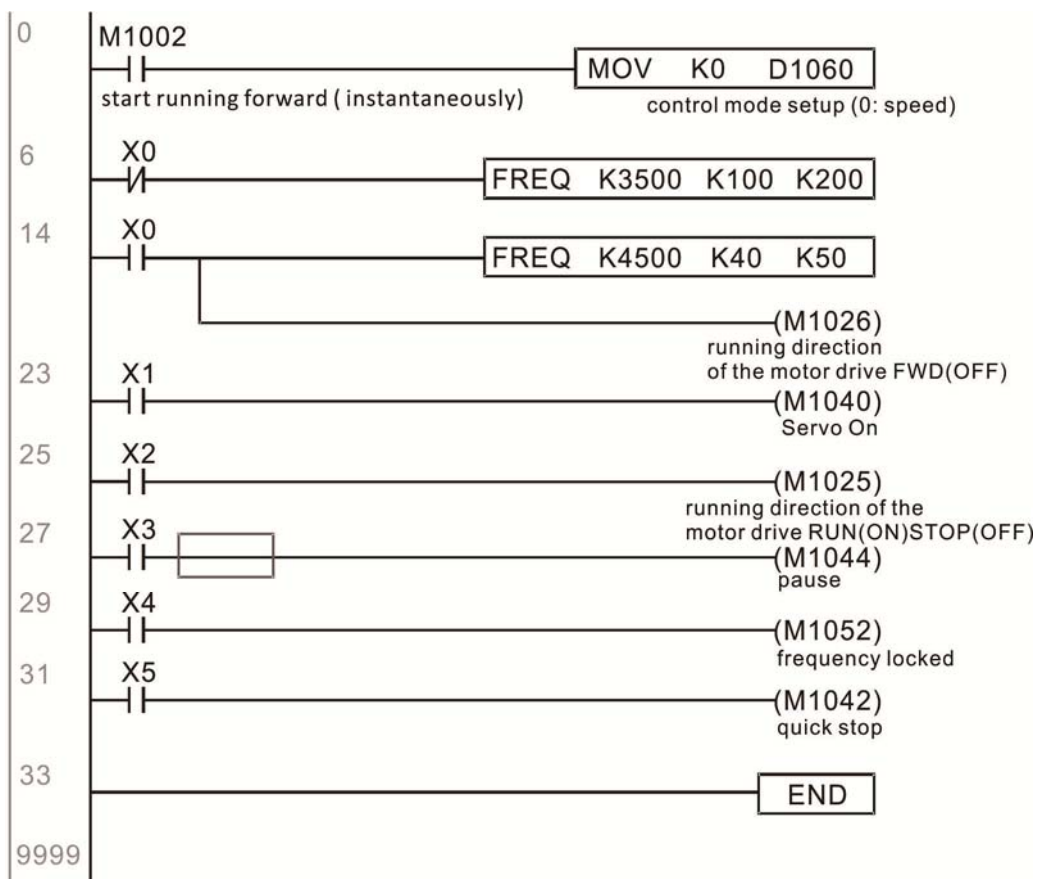 0
M1002
MOV K0 D1060
start running forward ( instantaneously)
control mode setup (0: speed)
6
X0
FREQ K3500 K100 K200
14
X0
FREQ K4500 K40 K50
(M1026)
running direction
of the motor drive FWD(OFF)
23
X1
(M1040)
Servo On
25
X2
(M1025)
running direction of the
motor drive RUN(ON)STOP(OFF)
27
X3
(M1044)
pause
29
X4
(M1052)
frequency locked
31
X5
(M1042)
quick stop
33
END
9999